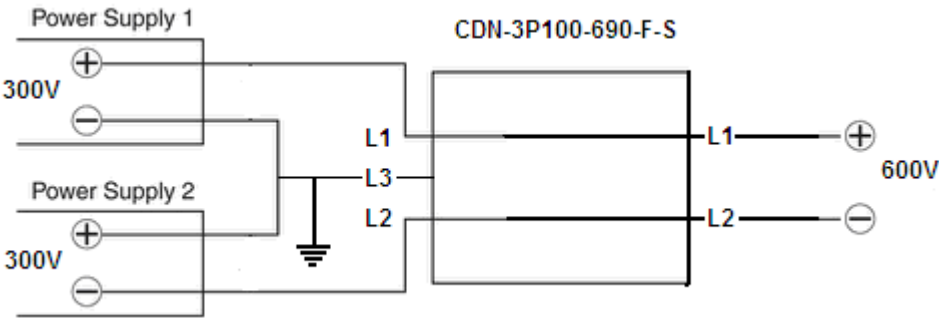 Power Supply 1
CDN-3P100-690-F-S
+
300V
−
L1
L1
+
L3
600V
Power Supply 2
L2
L2
−
+
300V
−